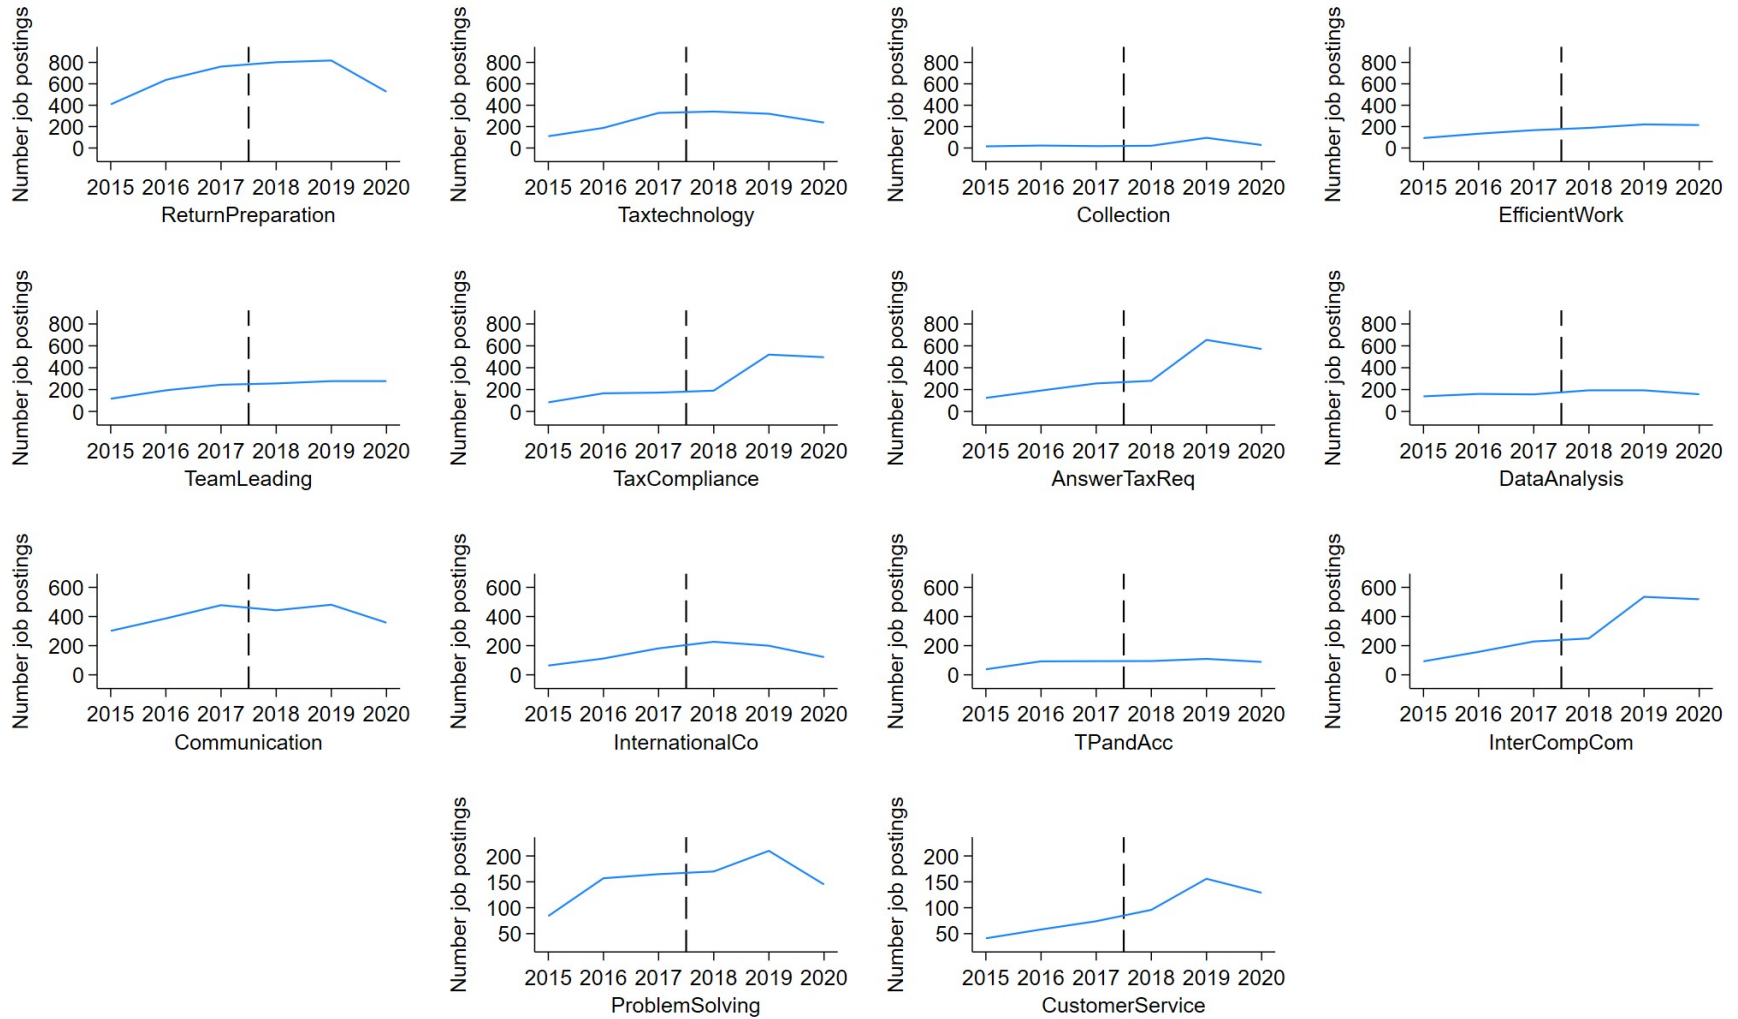 Number job postings
800
600
400
200
0
2015 2016 2017 2018 2019 2020
ReturnPreparation
Number job postings
800
600
400
200
0
2015 2016 2017 2018 2019 2020
Taxtechnology
Number job postings
800
600
400
200
0
2015 2016 2017 2018 2019 2020
Collection
Number job postings
800
600
400
200
0
2015 2016 2017 2018 2019 2020
EfficientWork
Number job postings
800
600
400
200
0
2015 2016 2017 2018 2019 2020
TeamLeading
Number job postings
800
600
400
200
0
2015 2016 2017 2018 2019 2020
TaxCompliance
Number job postings
800
600
400
200
0
2015 2016 2017 2018 2019 2020
AnswerTaxReq
Number job postings
800
600
400
200
0
2015 2016 2017 2018 2019 2020
DataAnalysis
Number job postings
600
400
200
0
2015 2016 2017 2018 2019 2020
Communication
Number job postings
600
400
200
0
2015 2016 2017 2018 2019 2020
InternationalCo
Number job postings
600
400
200
0
2015 2016 2017 2018 2019 2020
TPandAcc
Number job postings
600
400
200
0
2015 2016 2017 2018 2019 2020
InterCompCom
Number job postings
200
150
100
50
2015 2016 2017 2018 2019 2020
ProblemSolving
Number job postings
200
150
100
50
2015 2016 2017 2018 2019 2020
CustomerService